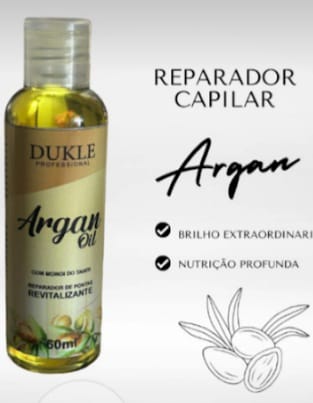 DUKLE
PROFESSIONAL
Argan
Oil
COM MONOI DO TAHITI
REPARADOR DE PONTAS
REVITALIZANTE
60ml
REPARADOR
CAPILAR
Argan
BRILHO EXTRAORDINARI
NUTRIÇÃO PROFUNDA